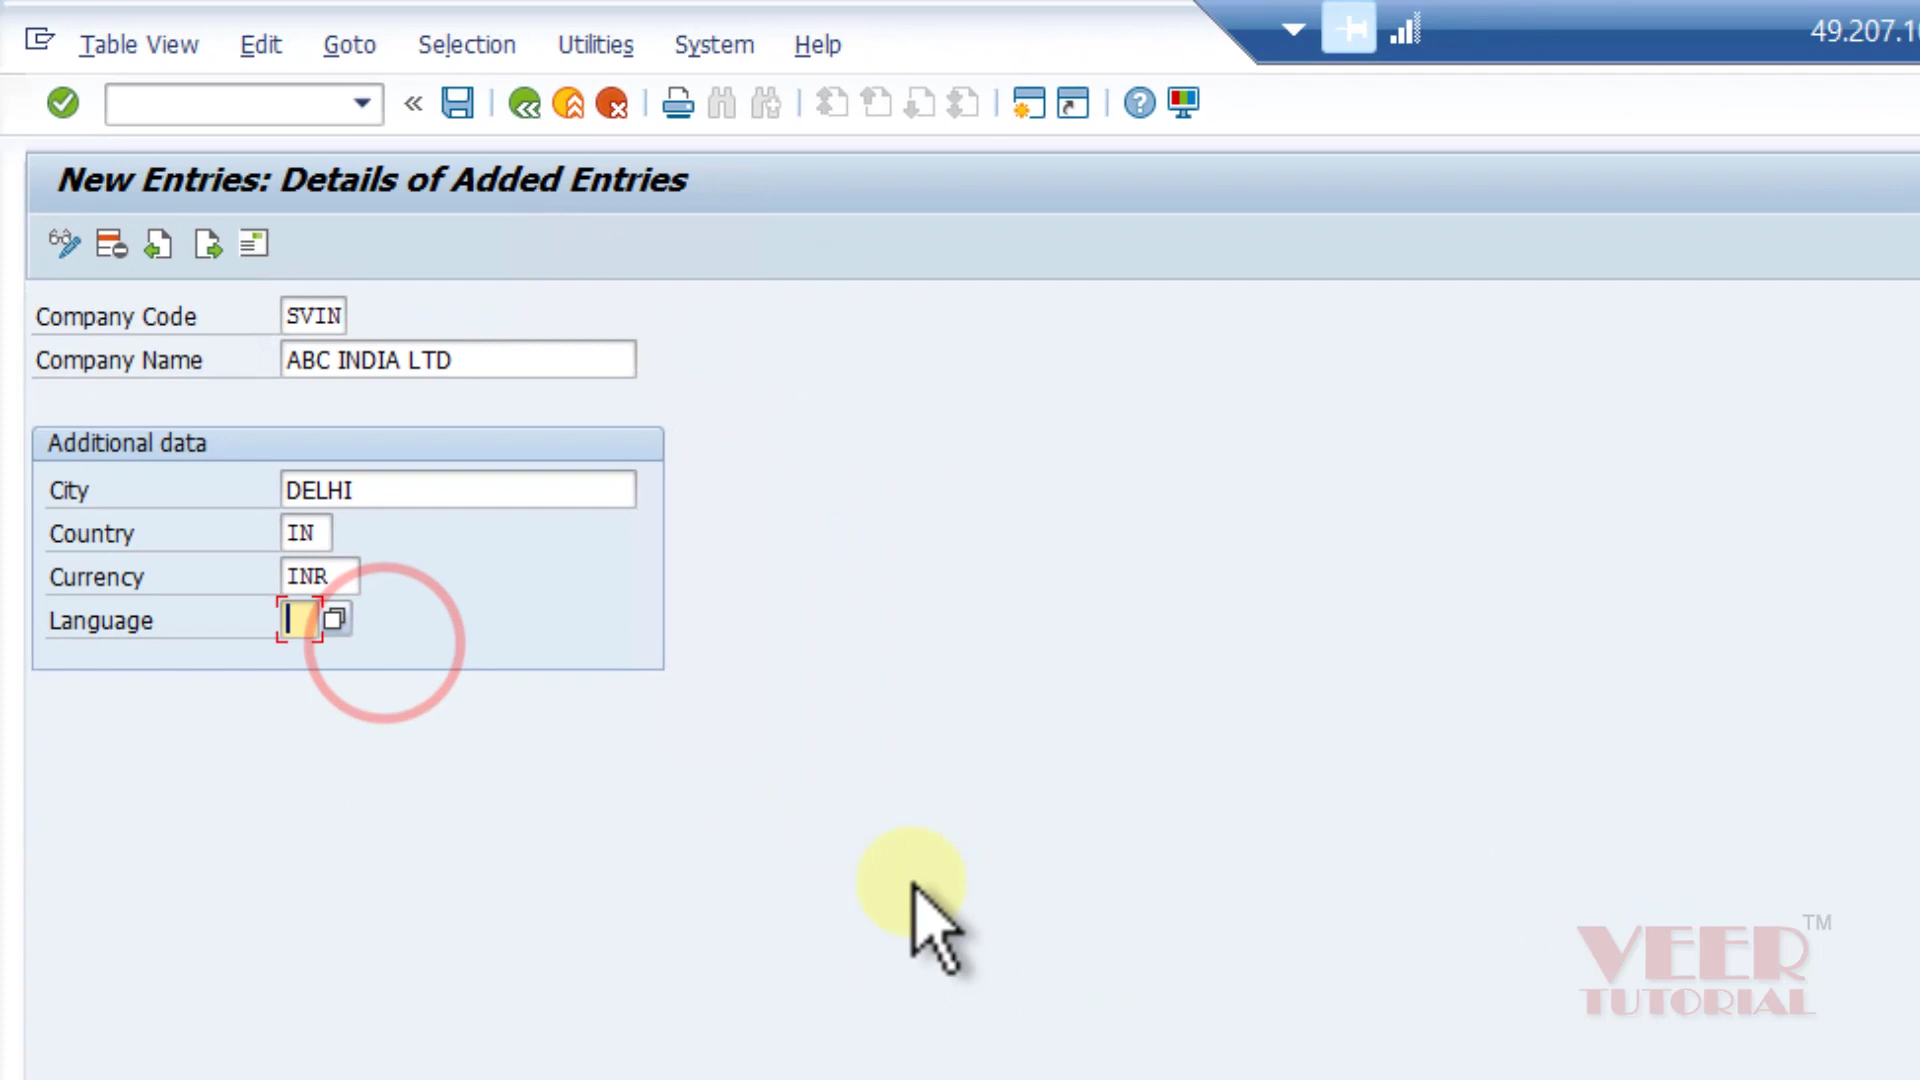 Table View Edit Goto Selection Utilities System Help
49.207.1
New Entries: Details of Added Entries
Company Code SVIN
Company Name ABC INDIA LTD
Additional data
City DELHI
Country IN
Currency INR
Language
VEER TM
TUTORIAL